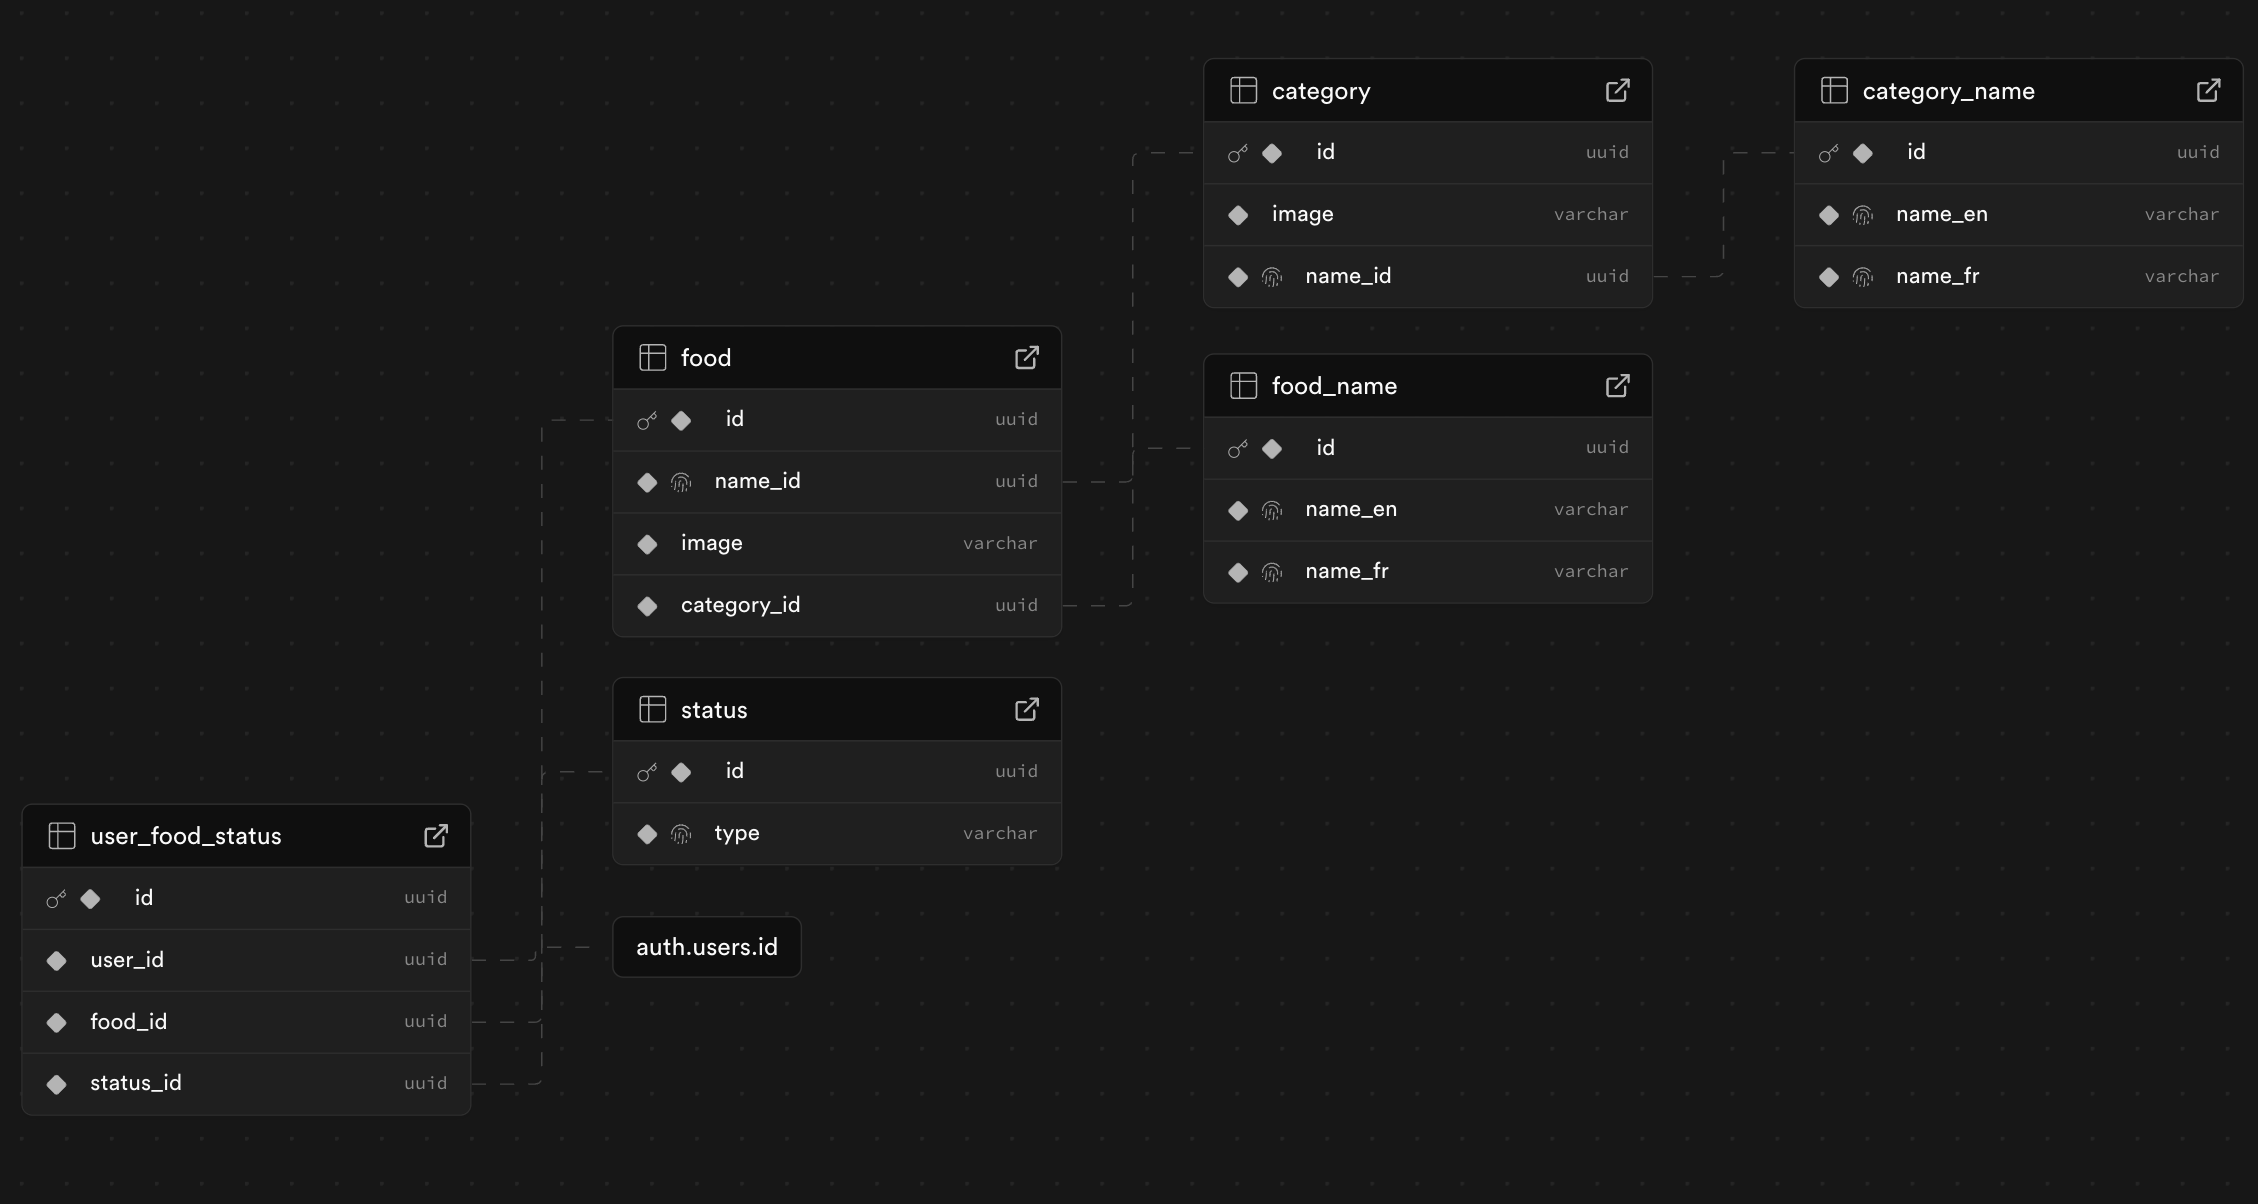 category
id uuid
image varchar
name_id uuid
category_name
id uuid
name_en varchar
name_fr varchar
food
id uuid
name_id uuid
image varchar
category_id uuid
food_name
id uuid
name_en varchar
name_fr varchar
status
id uuid
type varchar
user_food_status
id uuid
user_id uuid
food_id uuid
status_id uuid
auth.users.id